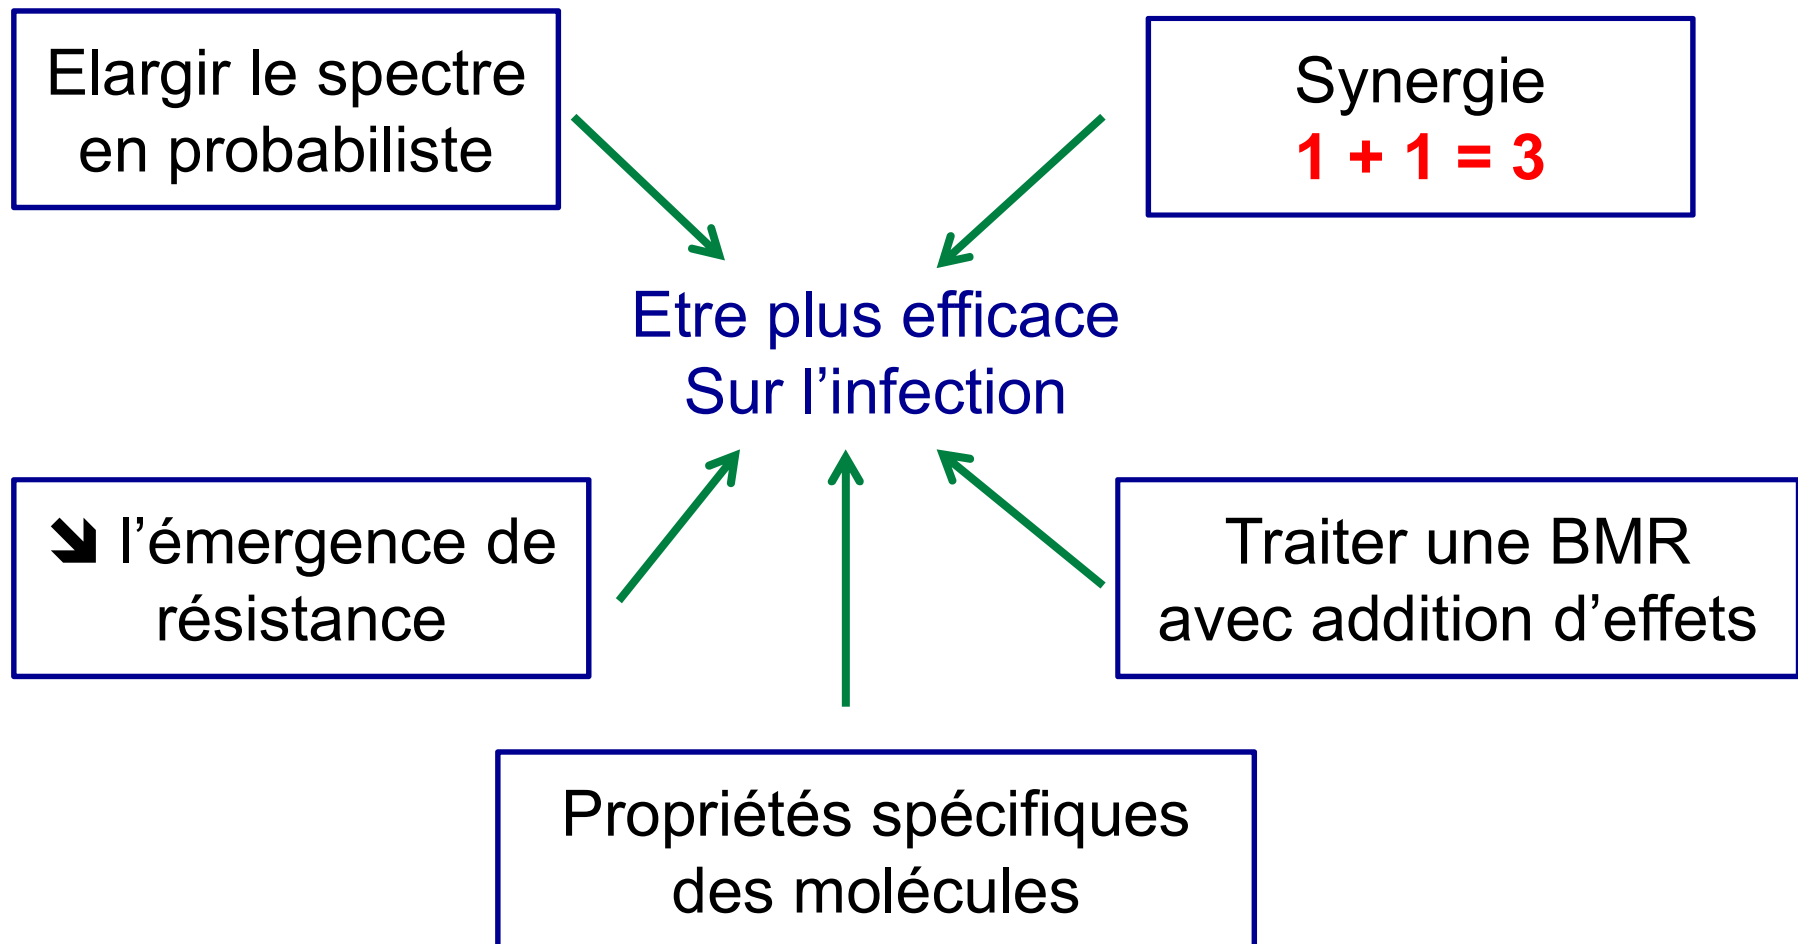 Elargir le spectre
en probabiliste
Synergie
1 + 1 = 3
Etre plus efficace
Sur l’infection
➘ l’émergence de
résistance
Traiter une BMR
avec addition d’effets
Propriétés spécifiques
des molécules